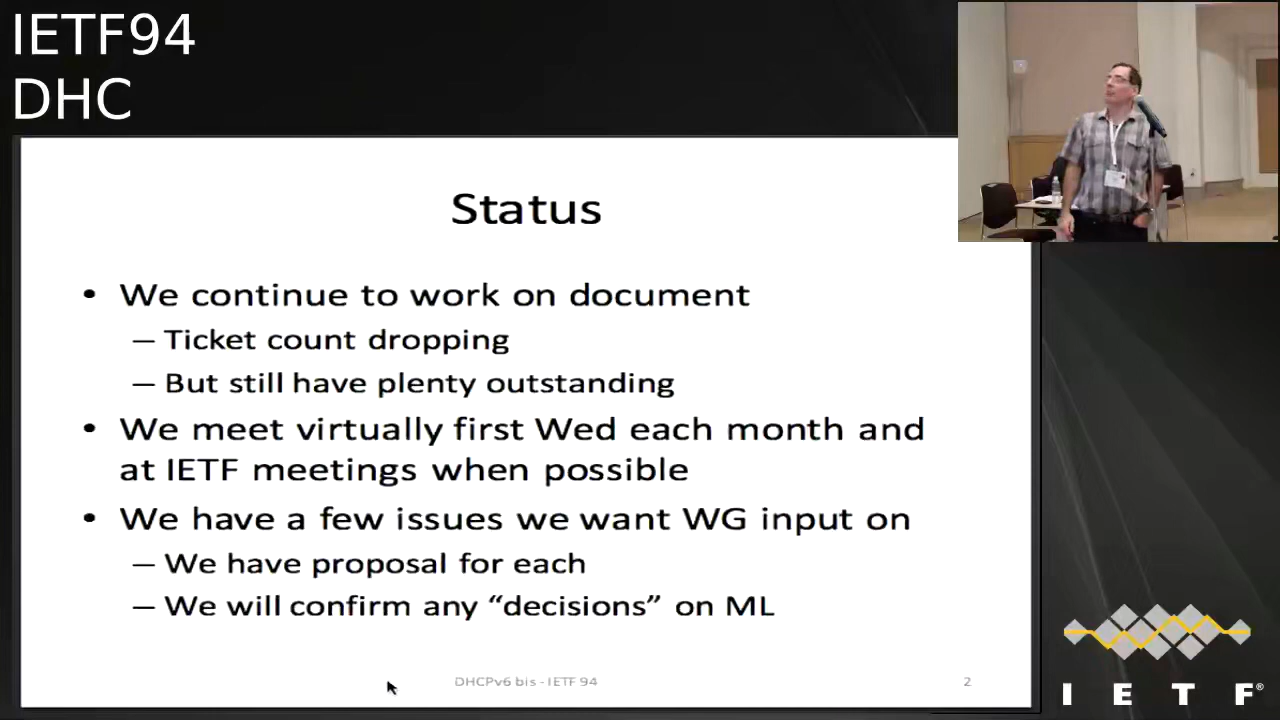 IETF94
DHC
Status
• We continue to work on document
– Ticket count dropping
– But still have plenty outstanding
• We meet virtually first Wed each month and
at IETF meetings when possible
• We have a few issues we want WG input on
– We have proposal for each
– We will confirm any “decisions” on ML
DHCPv6 bis - IETF 94
2
I E T F®